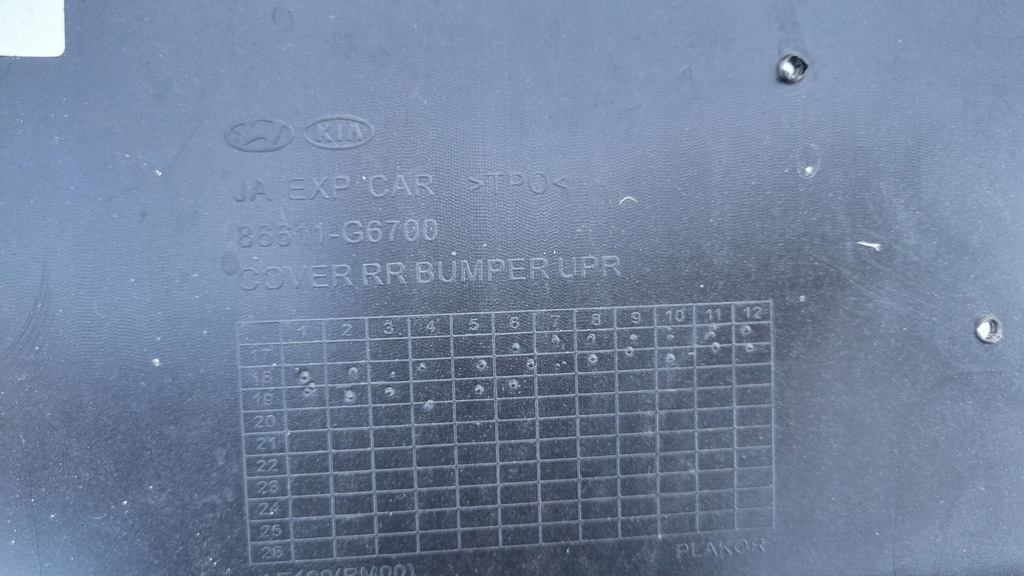 KIA
JA EXP CAR >TPO<
86611-G6700
COVER RR BUMPER UPR
1 2 3 4 5 6 7 8 9 10 11 12
17
18
19
20
21
22
23
24
25
26
PLAKOR